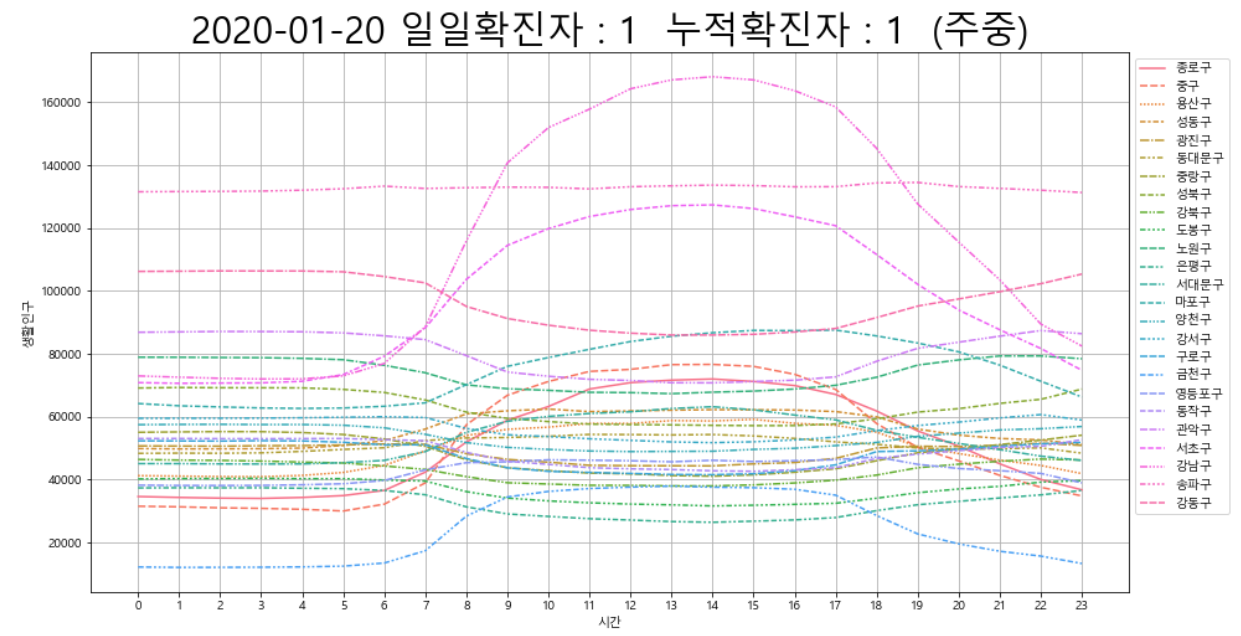 2020-01-20 일일확진자 : 1 누적확진자 : 1 (주중)
생활인구
160000
140000
120000
100000
80000
60000
40000
20000
0 1 2 3 4 5 6 7 8 9 10 11 12 13 14 15 16 17 18 19 20 21 22 23
시간
종로구
중구
용산구
성동구
광진구
동대문구
중랑구
성북구
강북구
도봉구
노원구
은평구
서대문구
마포구
양천구
강서구
구로구
금천구
영등포구
동작구
관악구
서초구
강남구
송파구
강동구